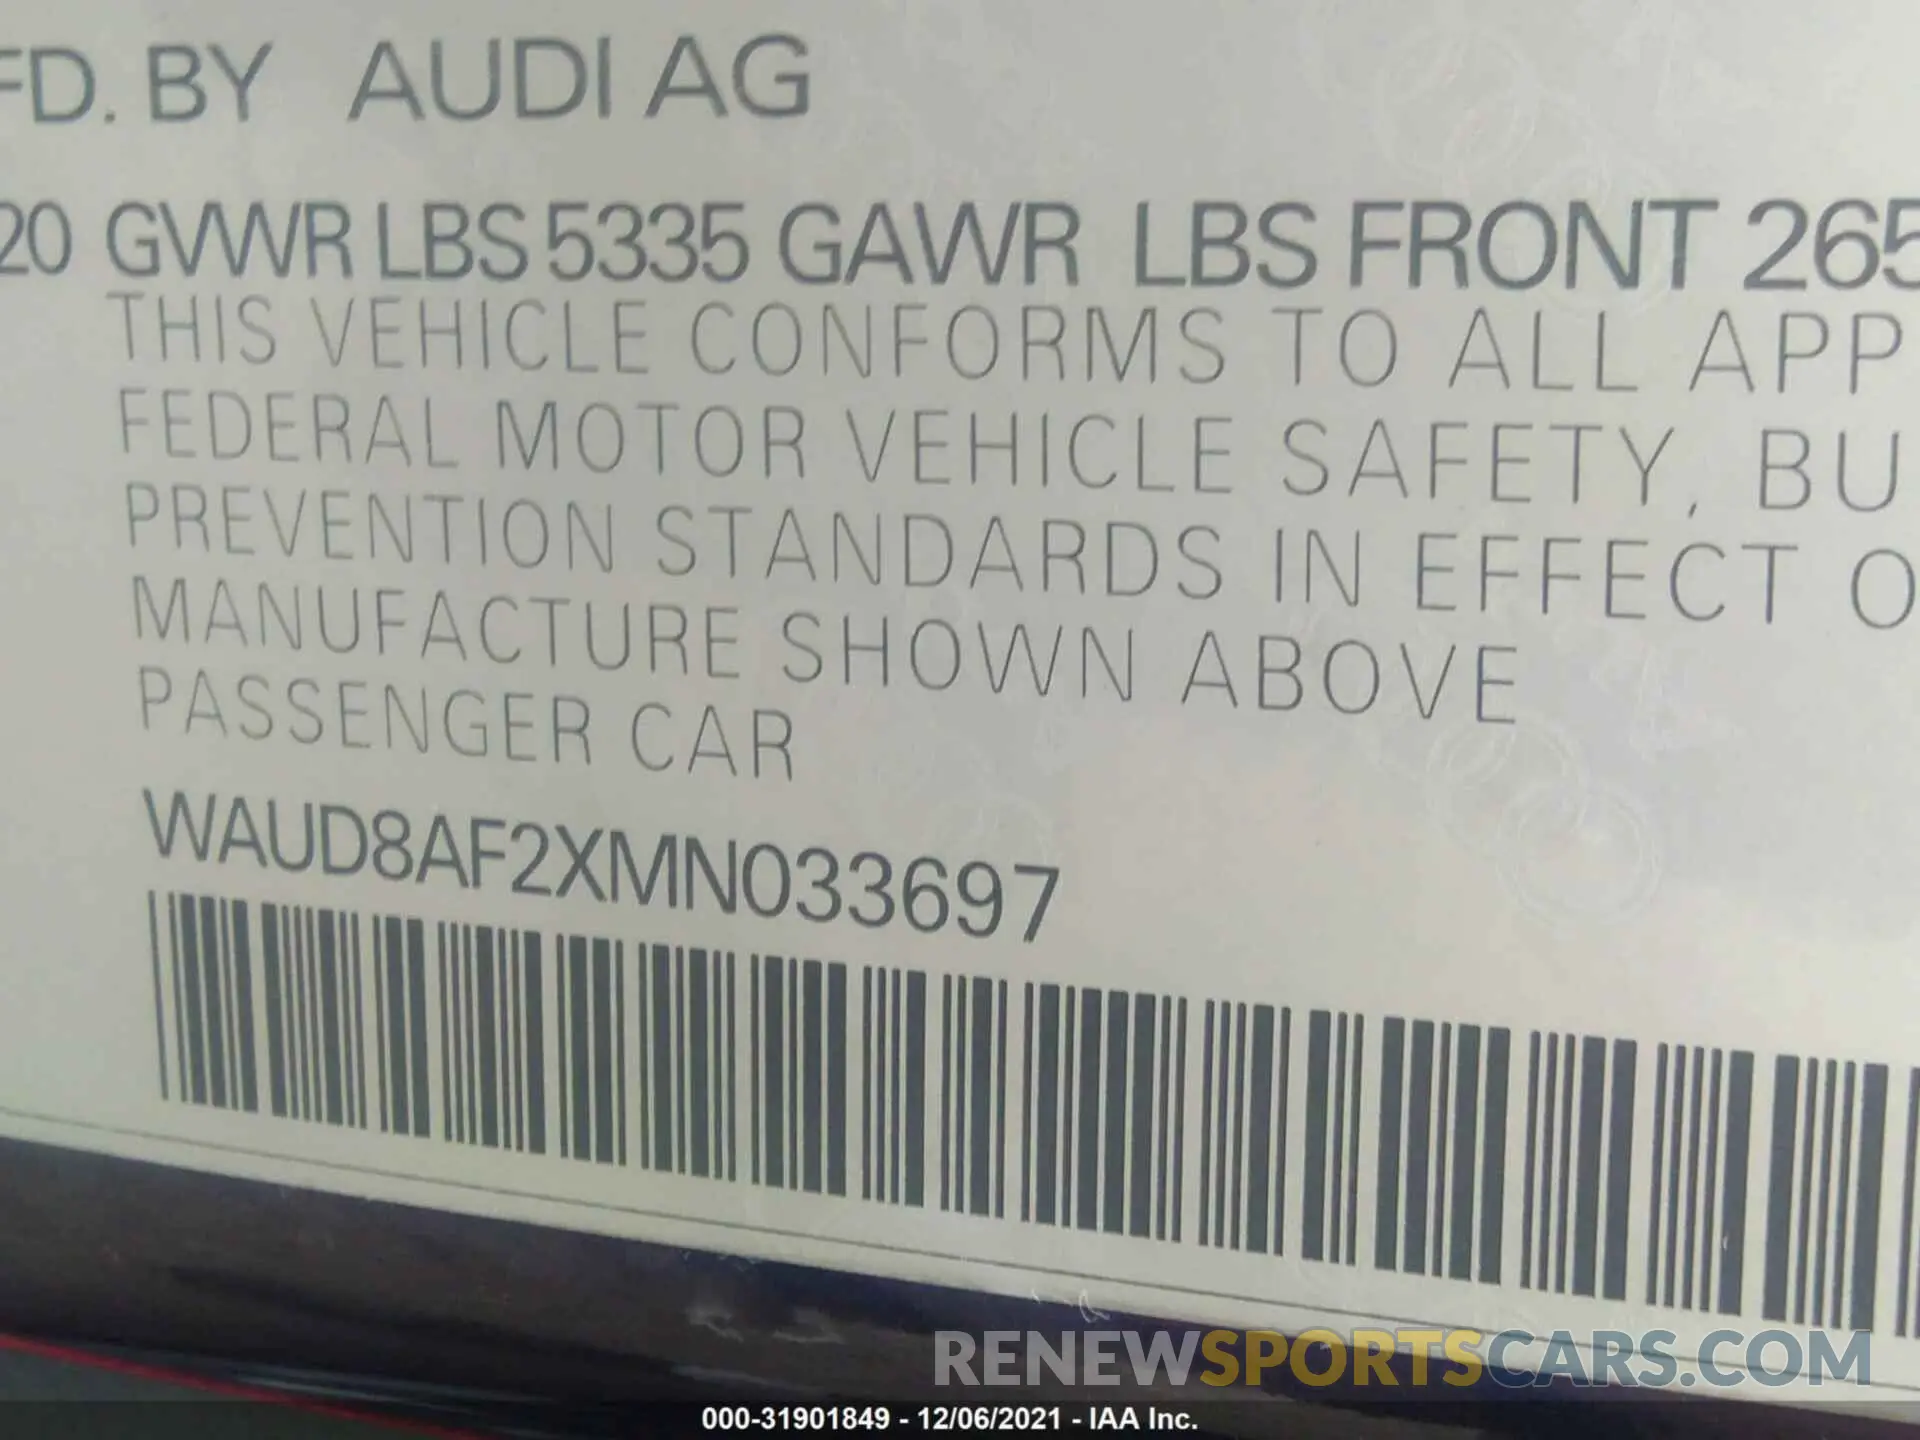 FD. BY AUDI AG
20 GVWR LBS 5335 GAWR LBS FRONT 265
THIS VEHICLE CONFORMS TO ALL APP
FEDERAL MOTOR VEHICLE SAFETY, BU
PREVENTION STANDARDS IN EFFECT O
MANUFACTURE SHOWN ABOVE
PASSENGER CAR
WAUD8AF2XMN033697
RENEWSPORTSCARS.COM
000-31901849 - 12/06/2021 - IAA Inc.